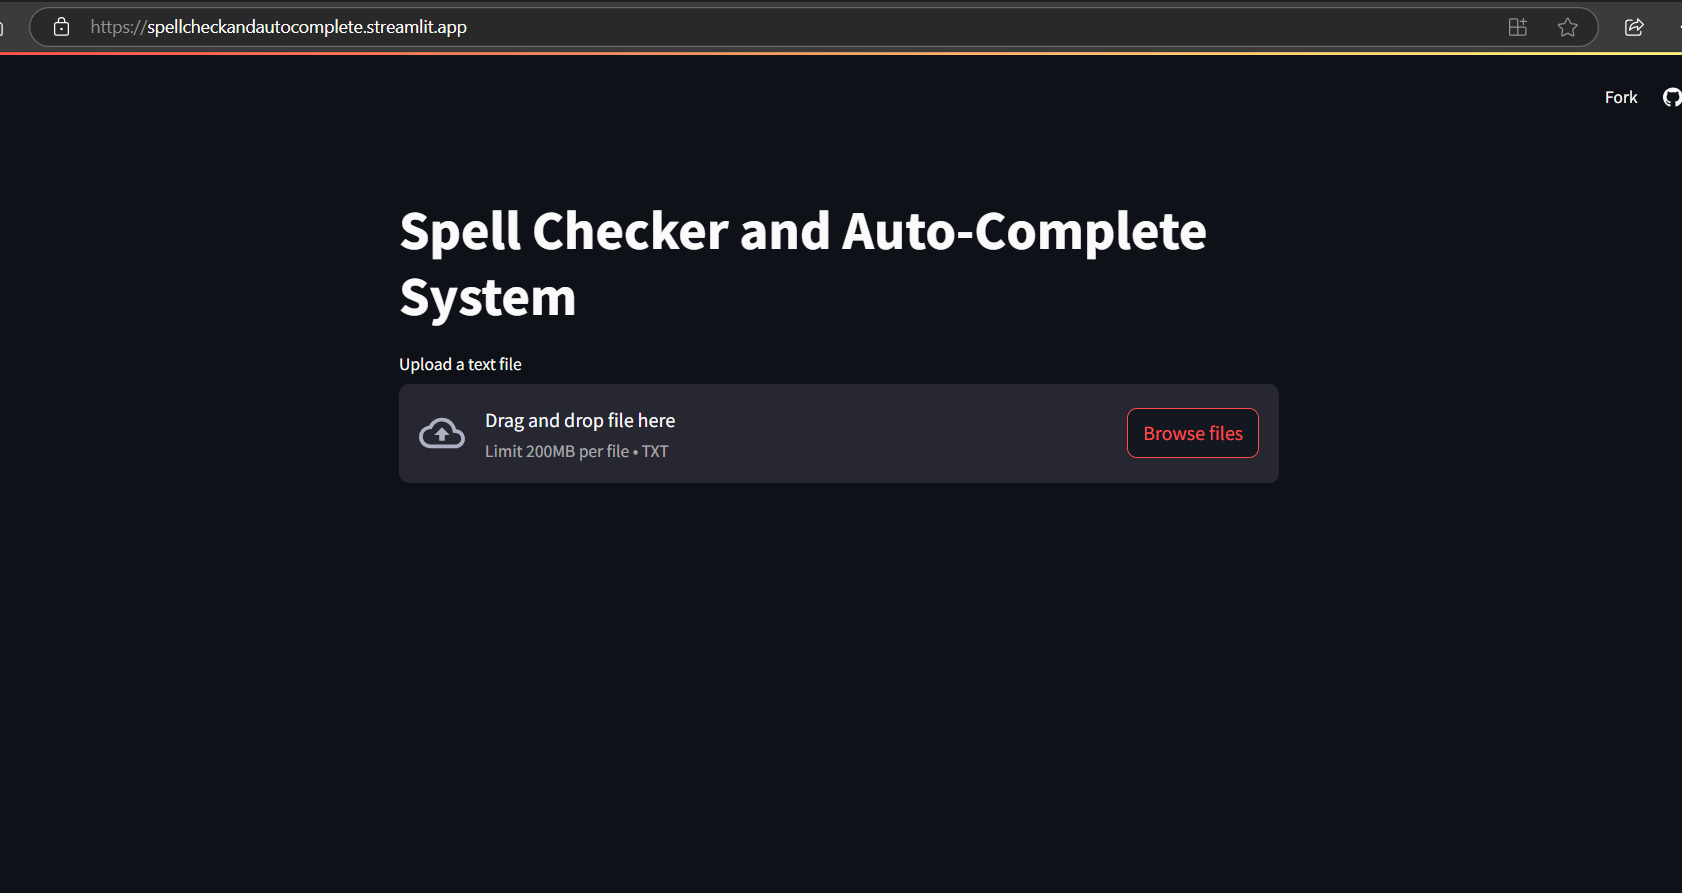 https://spellcheckandautocomplete.streamlit.app
Fork
Spell Checker and Auto-Complete
System
Upload a text file
Drag and drop file here
Limit 200MB per file • TXT
Browse files